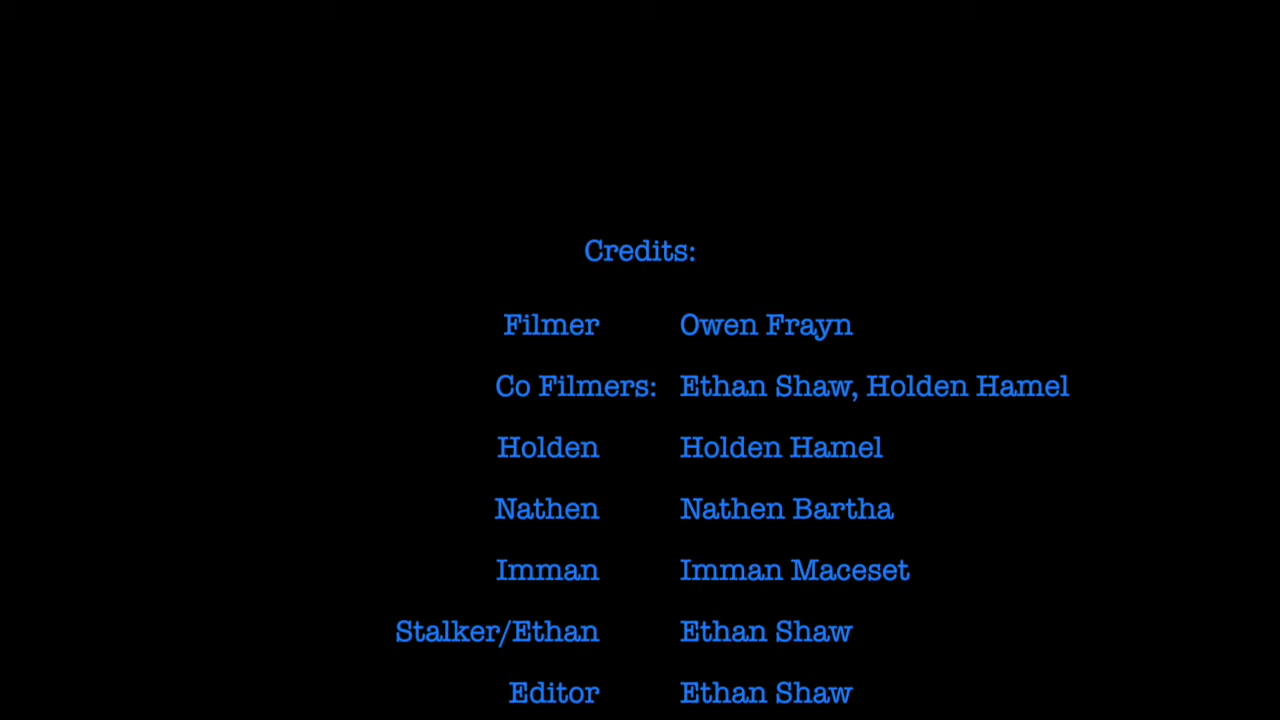 Credits:
Filmer Owen Frayn
Co Filmers: Ethan Shaw, Holden Hamel
Holden Holden Hamel
Nathen Nathen Bartha
Imman Imman Maceset
Stalker/Ethan Ethan Shaw
Editor Ethan Shaw